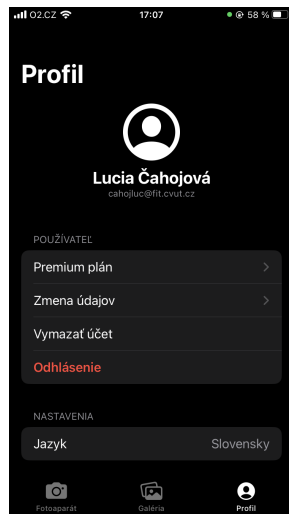 O2.CZ 17:07 58 %
Profil
Lucia Čahojová
cahojluc@fit.cvut.cz
POUŽÍVATEĽ
Premium plán
Zmena údajov
Vymazať účet
Odhlásenie
NASTAVENIA
Jazyk Slovensky
Fotoaparát Galéria Profil